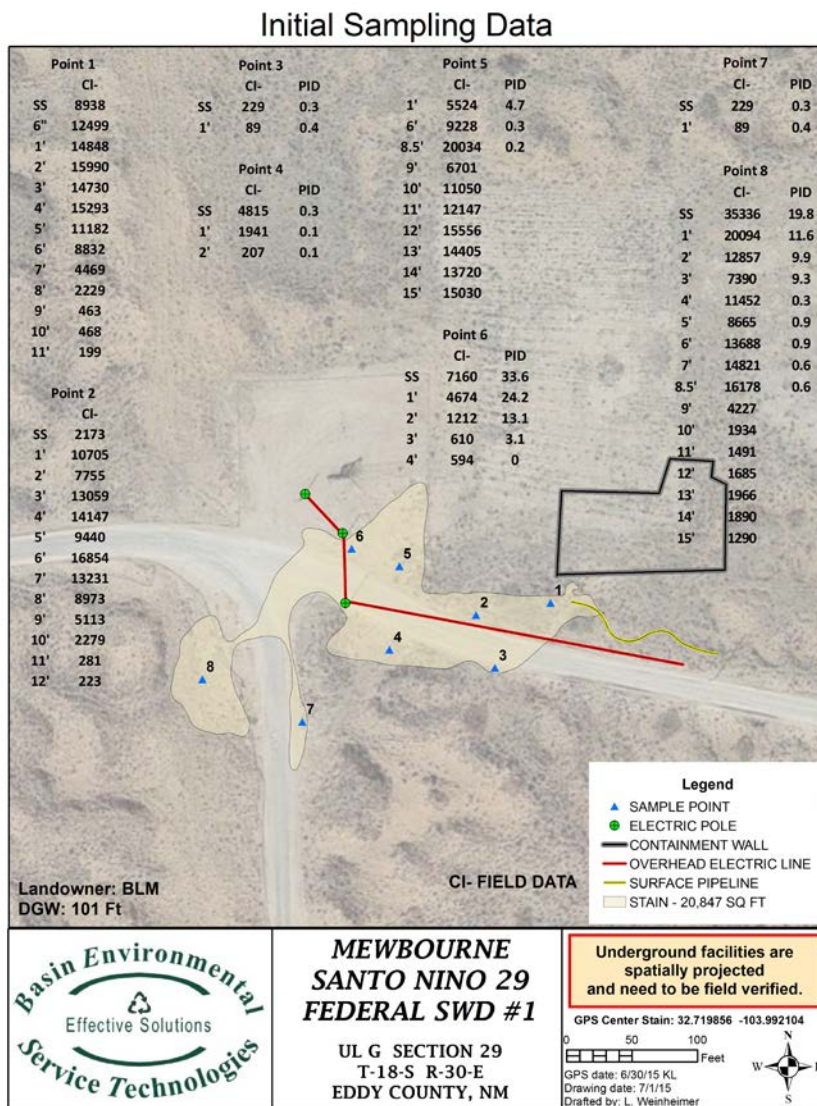 Initial Sampling Data
Point 1
Cl-
SS 8938
6" 12499
1' 14848
2' 15990
3' 14730
4' 15293
5' 11182
6' 8832
7' 4469
8' 2229
9' 463
10' 468
11' 199
Point 2
Cl-
SS 2173
1' 10705
2' 7755
3' 13059
4' 14147
5' 9440
6' 16854
7' 13231
8' 8973
9' 5113
10' 2279
11' 281
12' 223
Point 3
Cl- PID
SS 229 0.3
1' 89 0.4
Point 4
Cl- PID
SS 4815 0.3
1' 1941 0.1
2' 207 0.1
Point 5
Cl- PID
1' 5524 4.7
6' 9228 0.3
8.5' 20034 0.2
9' 6701
10' 11050
11' 12147
12' 15556
13' 14405
14' 13720
15' 15030
Point 6
Cl- PID
SS 7160 33.6
1' 4674 24.2
2' 1212 13.1
3' 610 3.1
4' 594 0
Point 7
Cl- PID
SS 229 0.3
1' 89 0.4
Point 8
Cl- PID
SS 35336 19.8
1' 20094 11.6
2' 12857 9.9
3' 7390 9.3
4' 11452 0.3
5' 8665 0.9
6' 13688 0.9
7' 14821 0.6
8.5' 16178 0.6
9' 4227
10' 1934
11' 1491
12' 1685
13' 1966
14' 1890
15' 1290
6
5
1
2
4
3
8
7
Landowner: BLM
DGW: 101 Ft
Cl- FIELD DATA
Legend
SAMPLE POINT
ELECTRIC POLE
CONTAINMENT WALL
OVERHEAD ELECTRIC LINE
SURFACE PIPELINE
STAIN - 20,847 SQ FT
Basin Environmental
Effective Solutions
Service Technologies
MEWBOURNE
SANTO NINO 29
FEDERAL SWD #1
UL G SECTION 29
T-18-S R-30-E
EDDY COUNTY, NM
Underground facilities are
spatially projected
and need to be field verified.
GPS Center Stain: 32.719856 -103.992104
0 50 100
Feet
GPS date: 6/30/15 KL
Drawing date: 7/1/15
Drafted by: L. Weinheimer
N
W E
S